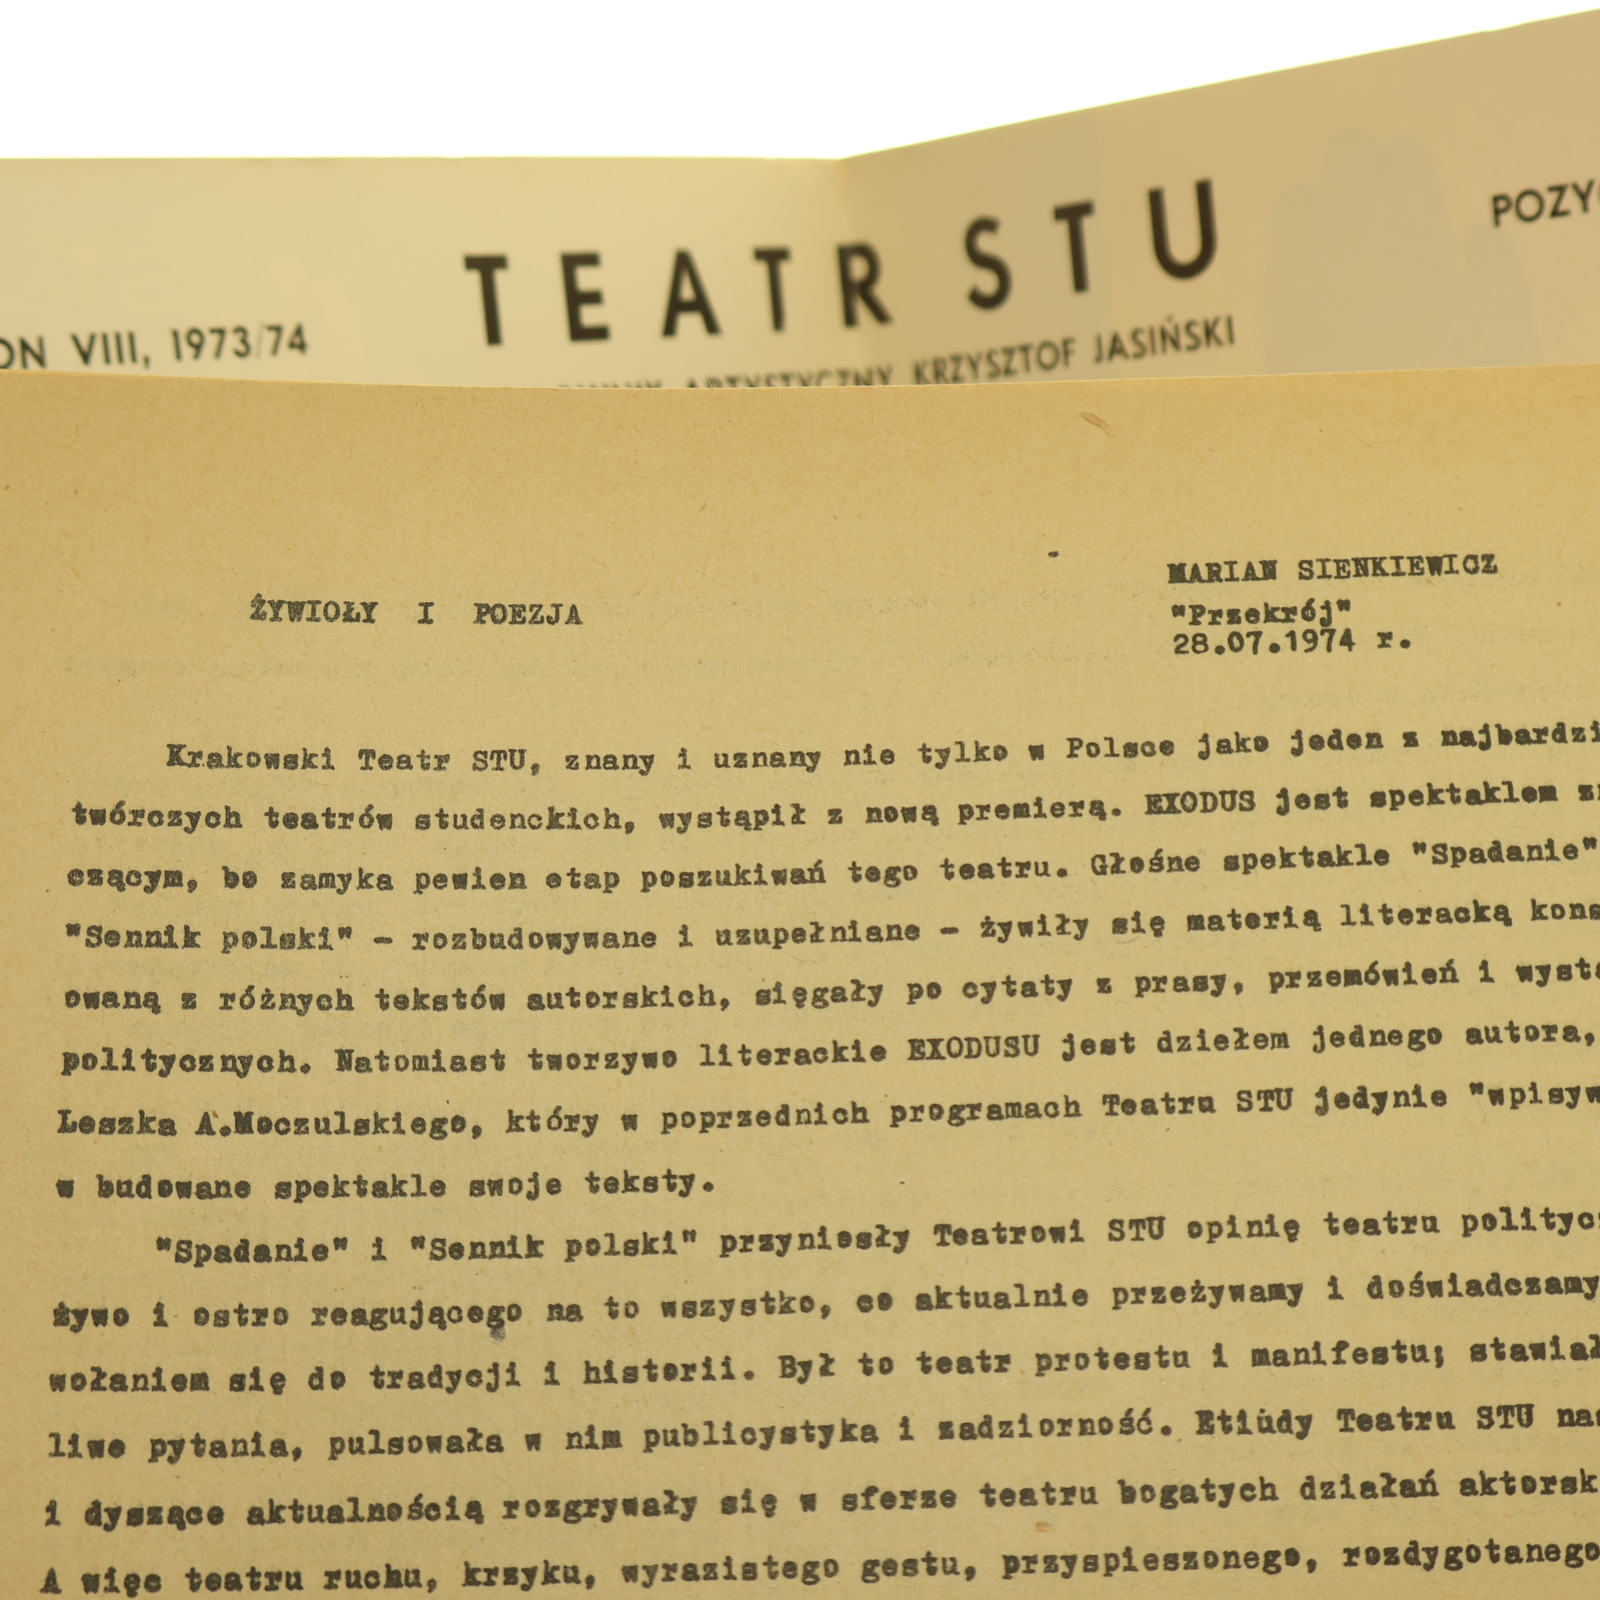 TEATR STU
POZYC
ON VIII, 1973/74
ARTYSTYCZNY KRZYSZTOF JASIŃSKI
MARIAN SIENKIEWICZ
ŻYWIOŁY I POEZJA
"Przekrój"
28.07.1974 r.
Krakowski Teatr STU, znany i uznany nie tylko w Polsce jako jeden z najbardzi
twórczych teatrów studenckich, wystąpił z nową premierą. EXODUS jest spektaklem zn
czącym, bo zamyka pewien etap poszukiwań tego teatru. Głośne spektakle "Spadanie"
"Sennik polski" - rozbudowywane i uzupełniane - żywiły się materią literacką kons
owaną z różnych tekstów autorskich, sięgały po cytaty z prasy, przemówień i wystą
politycznych. Natomiast tworzywo literackie EXODUSU jest dziełem jednego autora,
Leszka A.Moczulskiego, który w poprzednich programach Teatru STU jedynie "wpisyw
w budowane spektakle swoje teksty.
"Spadanie" i "Sennik polski" przyniosły Teatrowi STU opinię teatru politycz
żywo i ostro reagującego na to wszystko, co aktualnie przeżywamy i doświadczamy
wołaniem się do tradycji i historii. Był to teatr protestu i manifestu; stawiał
liwe pytania, pulsowała w nim publicystyka i zadziorność. Etiudy Teatru STU nas
i dyszące aktualnością rozgrywały się w sferze teatru bogatych działań aktorsk
A więc teatru ruchu, krzyku, wyrazistego gestu, przyspieszonego, rozdygotanego